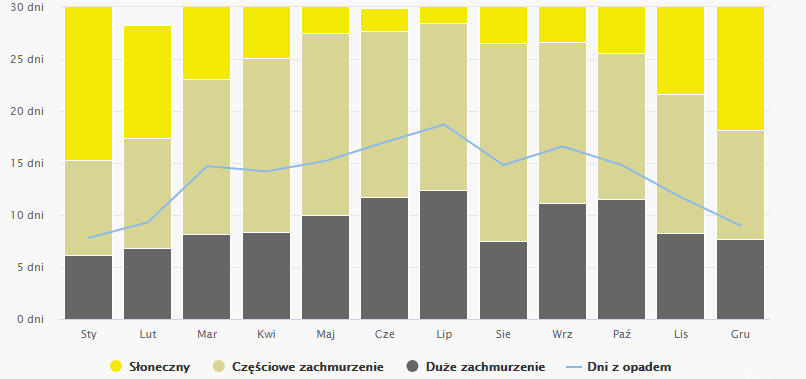 30 dni
25 dni
20 dni
15 dni
10 dni
5 dni
0 dni
Sty Lut Mar Kwi Maj Cze Lip Sie Wrz Paź Lis Gru
Słoneczny Częściowe zachmurzenie Duże zachmurzenie Dni z opadem